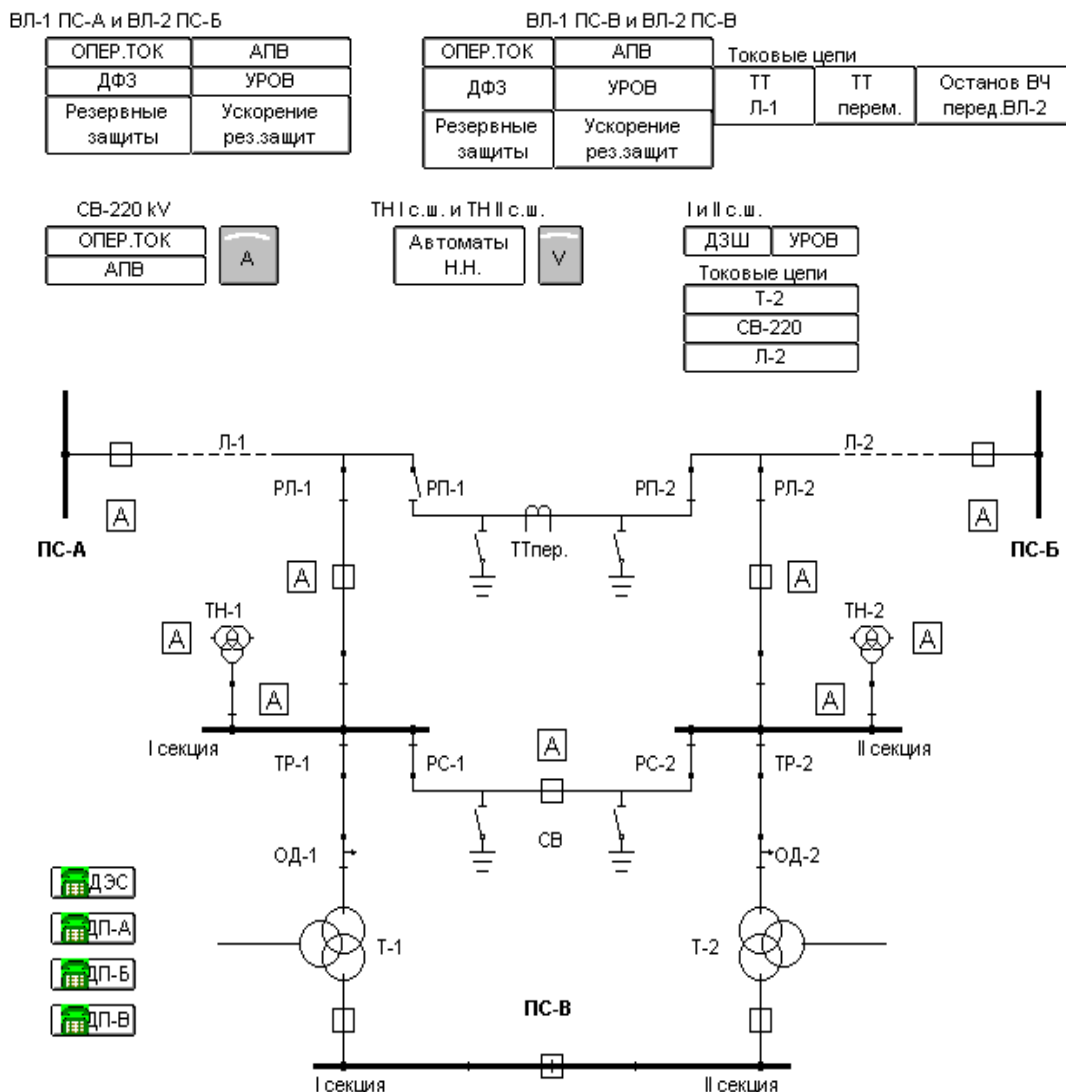 ВЛ-1 ПС-А и ВЛ-2 ПС-Б
ВЛ-1 ПС-В и ВЛ-2 ПС-В
ОПЕР.ТОК
АПВ
ДФЗ
УРОВ
Резервные
защиты
Ускорение
рез.защит
ОПЕР.ТОК
АПВ
ДФЗ
УРОВ
Резервные
защиты
Ускорение
рез.защит
Токовые цепи
ТТ
Л-1
ТТ
перем.
Останов ВЧ
перед.ВЛ-2
СВ-220 kV
ОПЕР.ТОК
АПВ
А
ТН I с.ш. и ТН II с.ш.
Автоматы
Н.Н.
V
I и II с.ш.
ДЗШ
УРОВ
Токовые цепи
Т-2
СВ-220
Л-2
Л-1
Л-2
РЛ-1
РП-1
РП-2
РЛ-2
А
А
ПС-А
ТТпер.
ПС-Б
А
А
ТН-1
ТН-2
А
А
А
А
I секция
ТР-1
РС-1
А
РС-2
ТР-2
II секция
СВ
ОД-1
ОД-2
ДЭС
ДП-А
ДП-Б
ДП-В
Т-1
Т-2
ПС-В
I секция
II секция